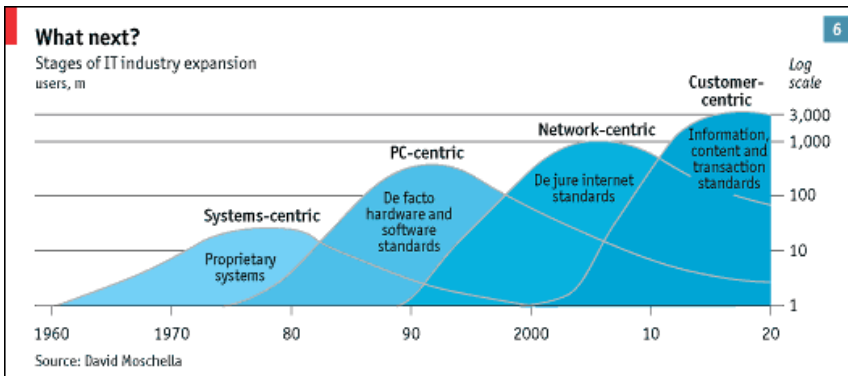 What next?
6
Stages of IT industry expansion
users, m
Log
scale
Customer-
centric
3,000
Network-centric
1,000
Information,
content and
transaction
standards
PC-centric
De jure internet
standards
De facto
hardware and
software
standards
100
Systems-centric
Proprietary
systems
10
1
1960
1970
80
90
2000
10
20
Source: David Moschella